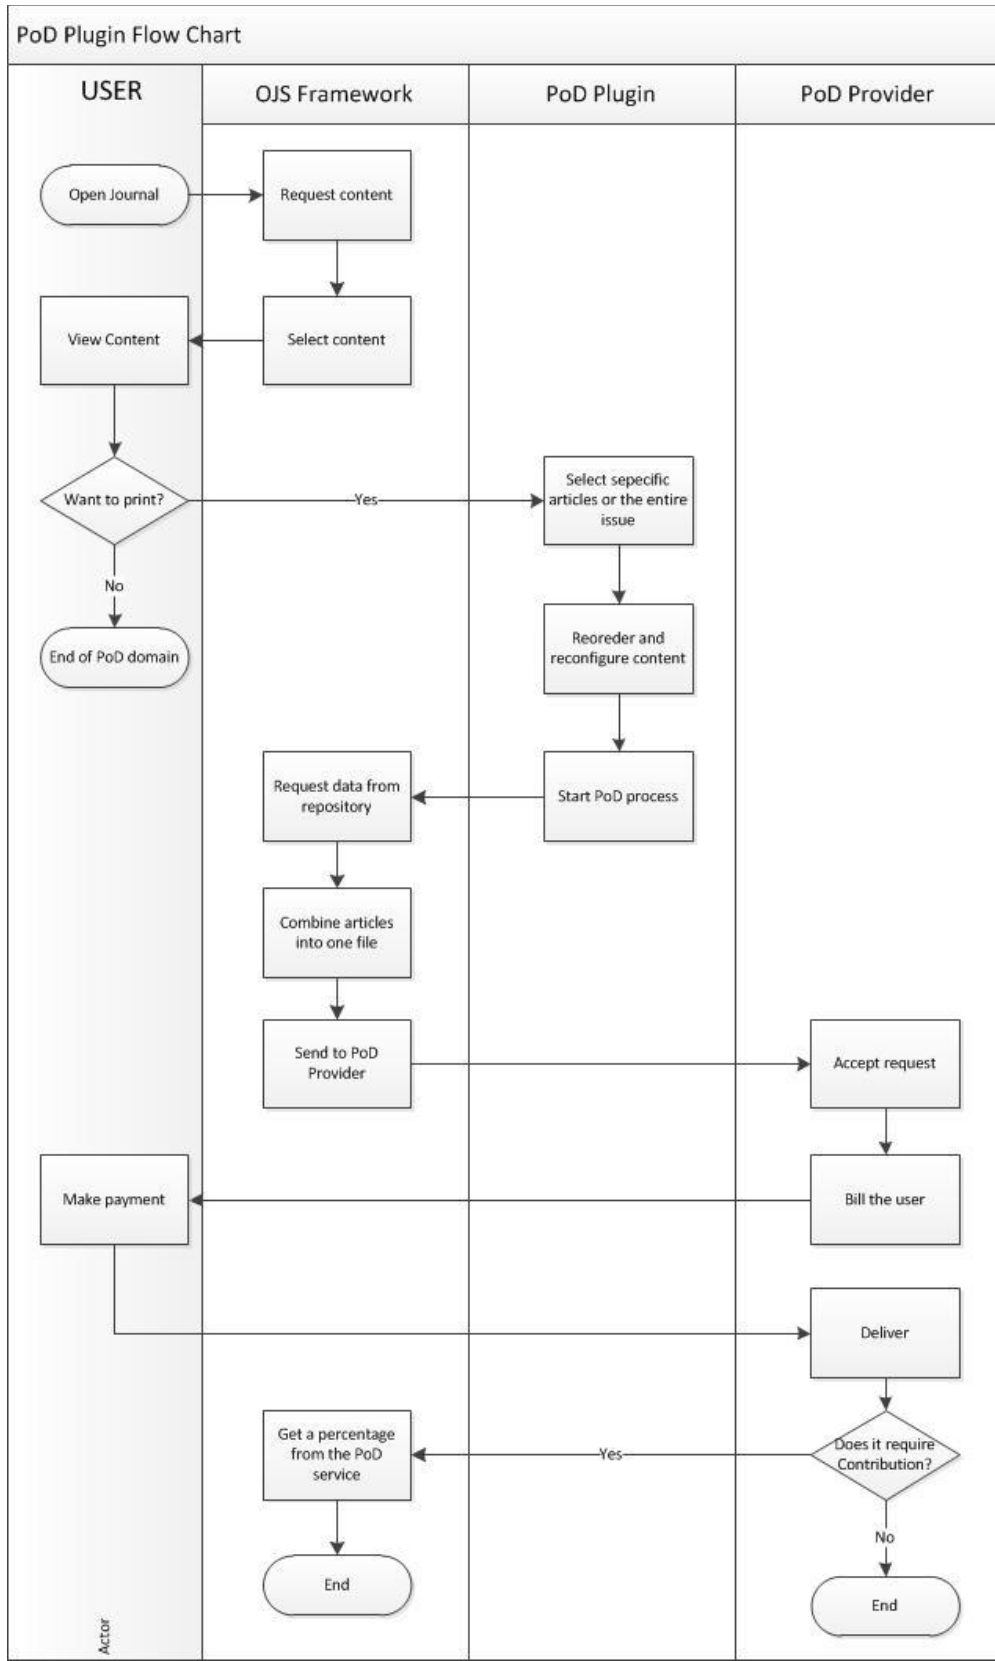 PoD Plugin Flow Chart
USER
OJS Framework
PoD Plugin
PoD Provider
Open Journal
Request content
View Content
Select content
Want to print?
Yes
Select sepecific
articles or the entire
issue
No
Reoreder and
reconfigure content
End of PoD domain
Request data from
repository
Start PoD process
Combine articles
into one file
Send to PoD
Provider
Accept request
Make payment
Bill the user
Deliver
Get a percentage
from the PoD
service
Yes
Does it require
Contribution?
No
End
End
Actor